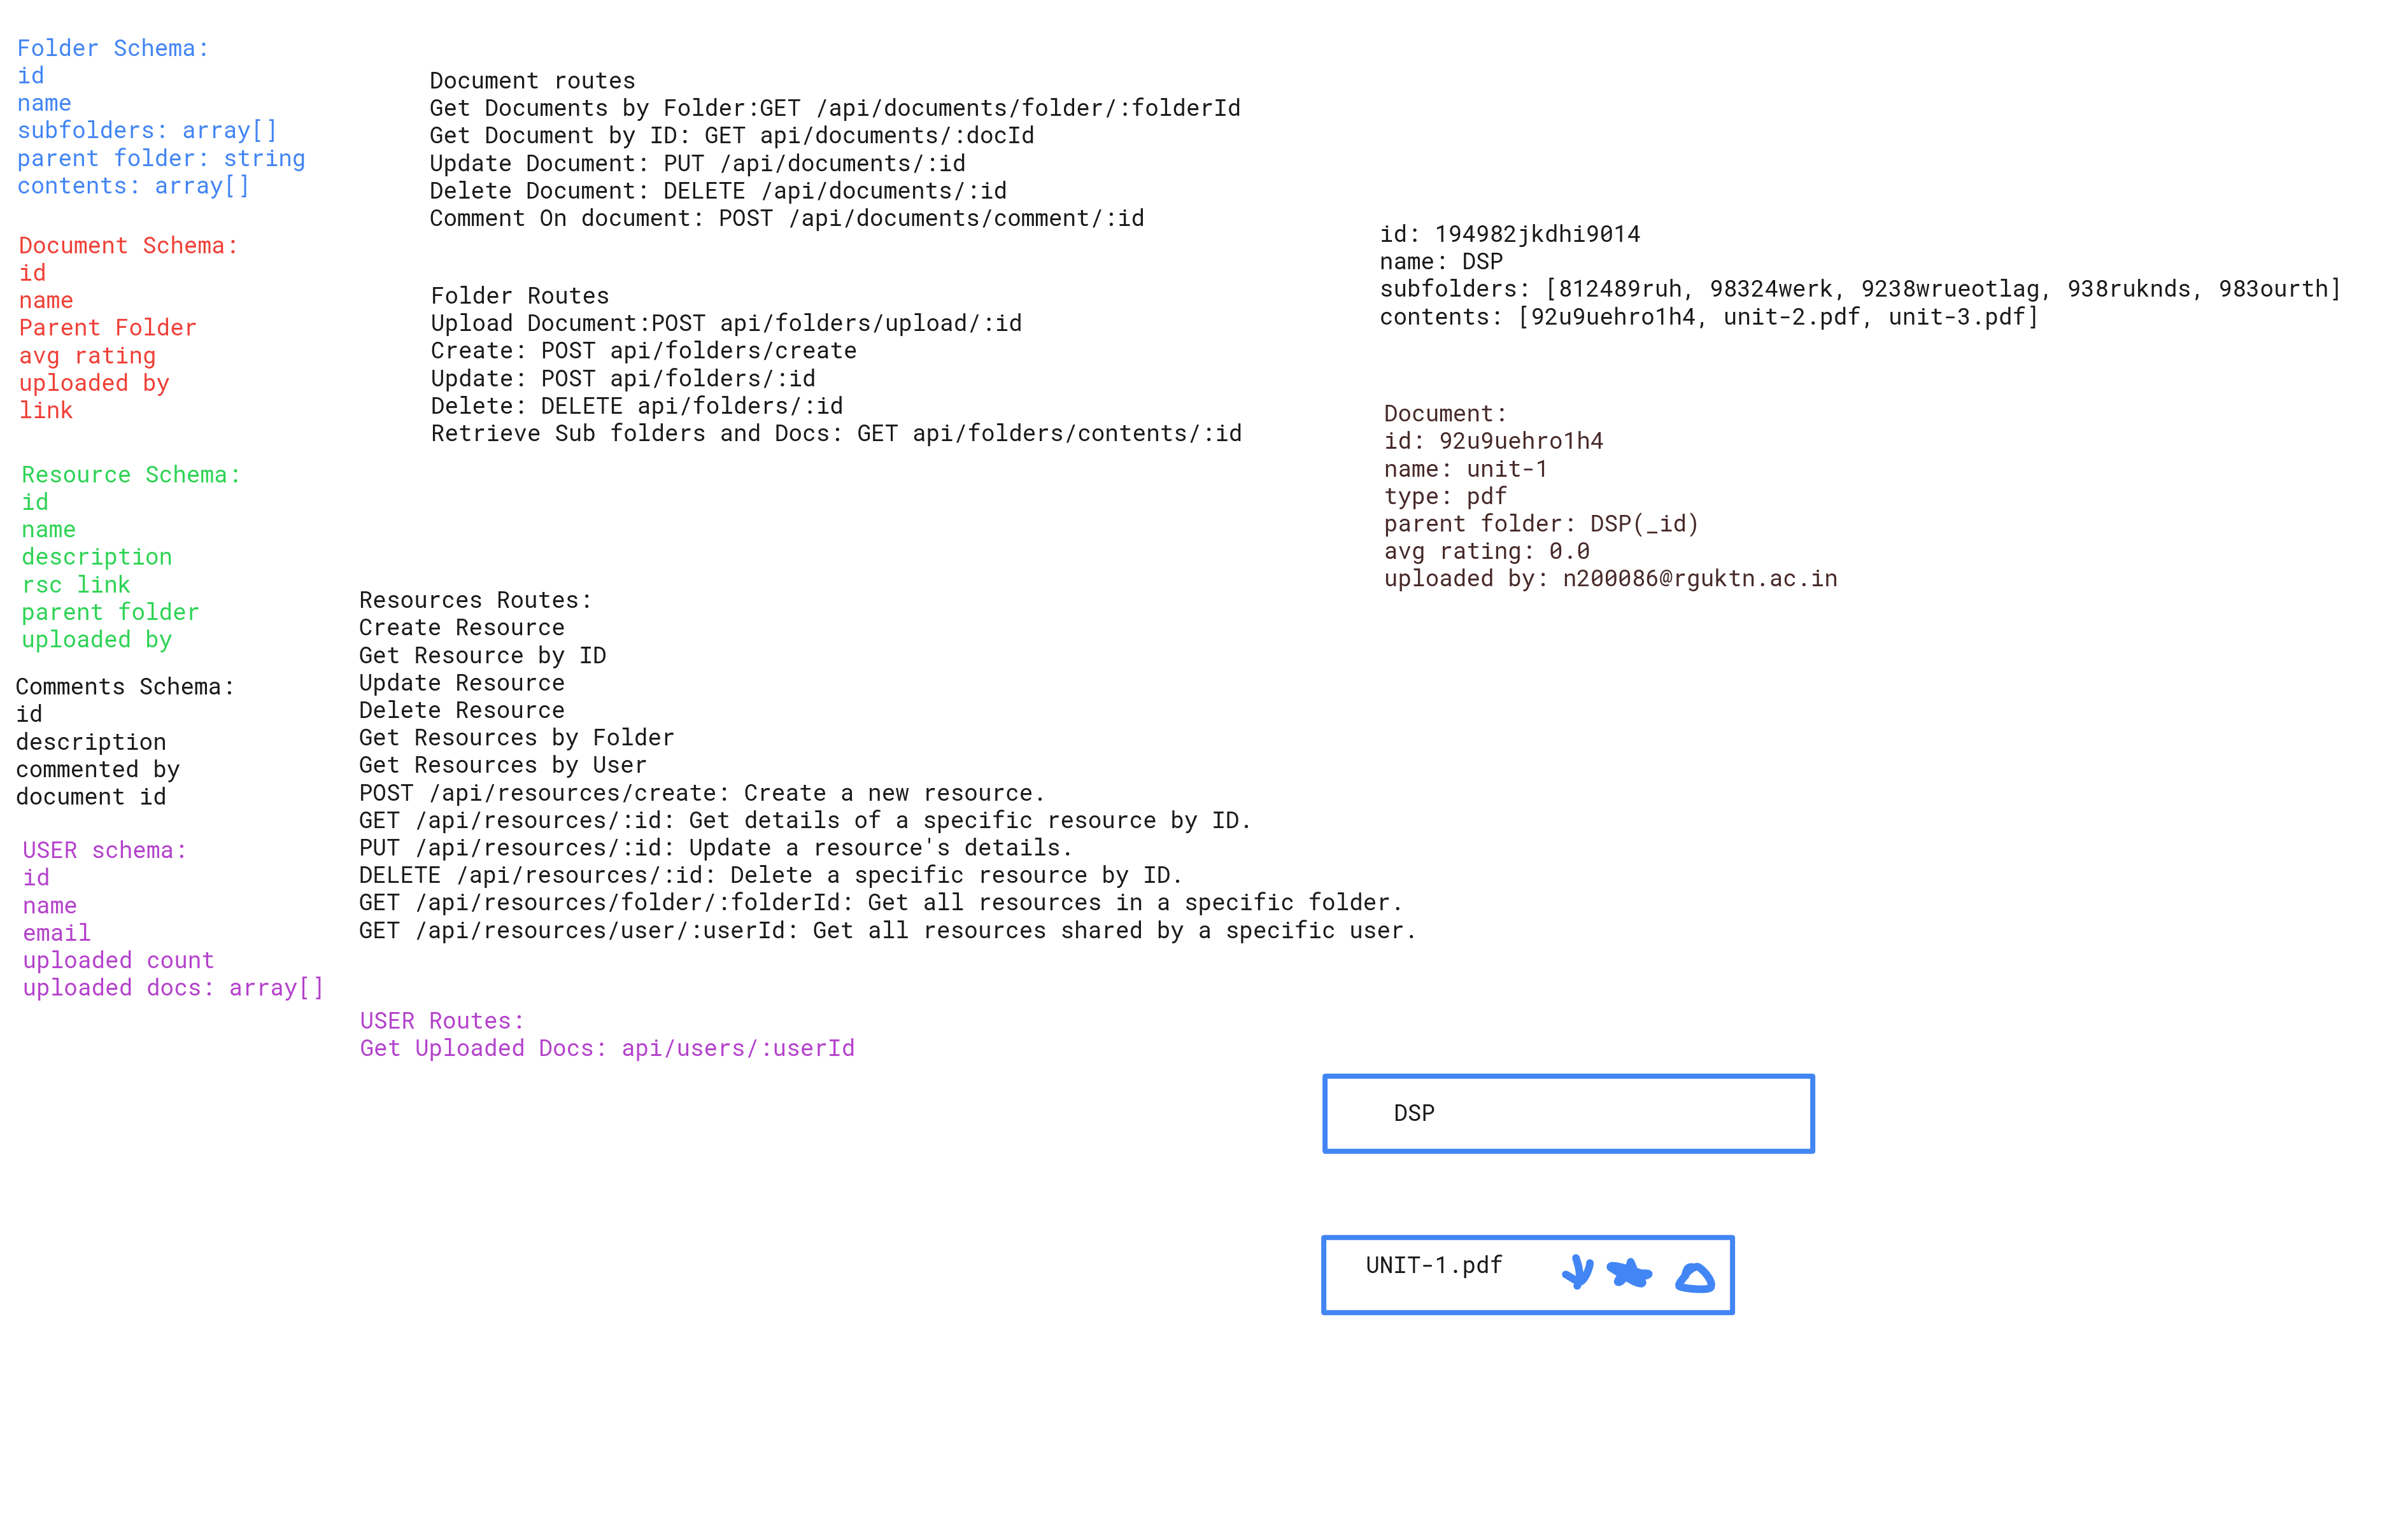 Folder Schema:
id
name
subfolders: array[]
parent folder: string
contents: array[]
Document Schema:
id
name
Parent Folder
avg rating
uploaded by
link
Resource Schema:
id
name
description
rsc link
parent folder
uploaded by
Comments Schema:
id
description
commented by
document id
USER schema:
id
name
email
uploaded count
uploaded docs: array[]
Document routes
Get Documents by Folder:GET /api/documents/folder/:folderId
Get Document by ID: GET api/documents/:docId
Update Document: PUT /api/documents/:id
Delete Document: DELETE /api/documents/:id
Comment On document: POST /api/documents/comment/:id
Folder Routes
Upload Document:POST api/folders/upload/:id
Create: POST api/folders/create
Update: POST api/folders/:id
Delete: DELETE api/folders/:id
Retrieve Sub folders and Docs: GET api/folders/contents/:id
Resources Routes:
Create Resource
Get Resource by ID
Update Resource
Delete Resource
Get Resources by Folder
Get Resources by User
POST /api/resources/create: Create a new resource.
GET /api/resources/:id: Get details of a specific resource by ID.
PUT /api/resources/:id: Update a resource's details.
DELETE /api/resources/:id: Delete a specific resource by ID.
GET /api/resources/folder/:folderId: Get all resources in a specific folder.
GET /api/resources/user/:userId: Get all resources shared by a specific user.
USER Routes:
Get Uploaded Docs: api/users/:userId
id: 194982jkdhi9014
name: DSP
subfolders: [812489ruh, 98324werk, 9238wrueotlag, 938ruknds, 983ourth]
contents: [92u9uehro1h4, unit-2.pdf, unit-3.pdf]
Document:
id: 92u9uehro1h4
name: unit-1
type: pdf
parent folder: DSP(_id)
avg rating: 0.0
uploaded by: n200086@rguktn.ac.in
DSP
UNIT-1.pdf